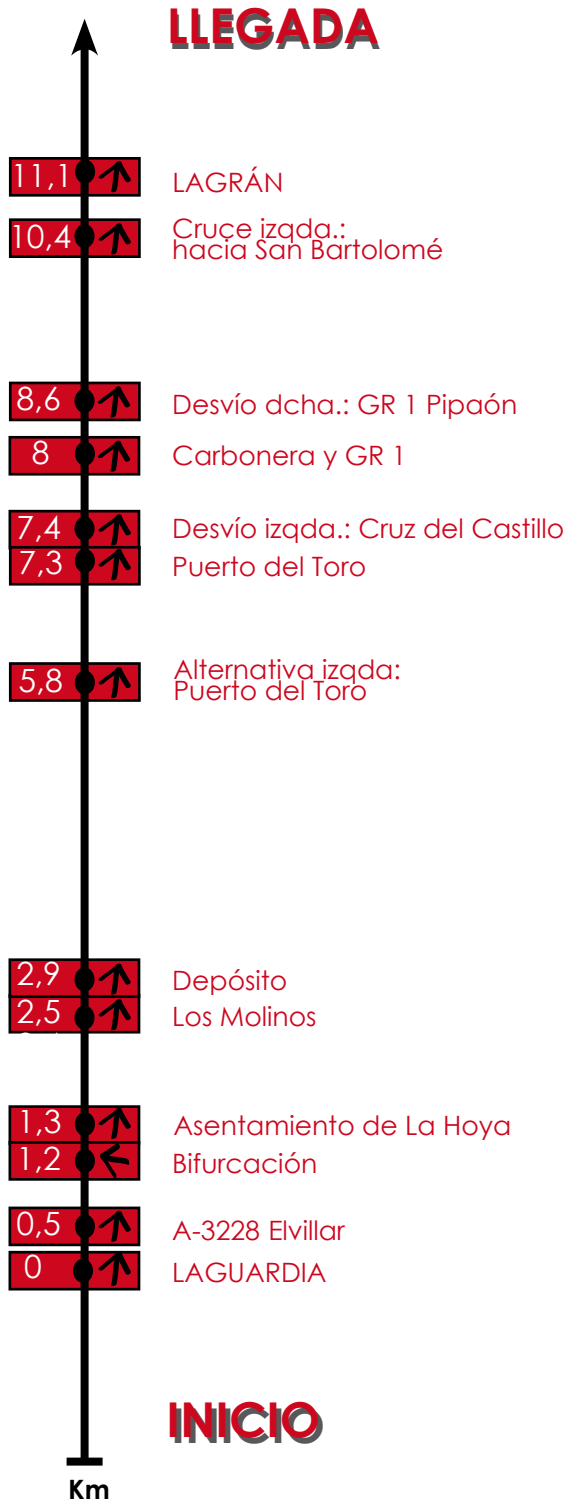 LLEGADA
11,1 LAGRÁN
10,4 Cruce izqda.:
hacia San Bartolomé
8,6 Desvío dcha.: GR 1 Pipaón
8 Carbonera y GR 1
7,4 Desvío izqda.: Cruz del Castillo
7,3 Puerto del Toro
5,8 Alternativa izqda:
Puerto del Toro
2,9 Depósito
2,5 Los Molinos
1,3 Asentamiento de La Hoya
1,2 Bifurcación
0,5 A-3228 Elvillar
0 LAGUARDIA
INICIO
Km